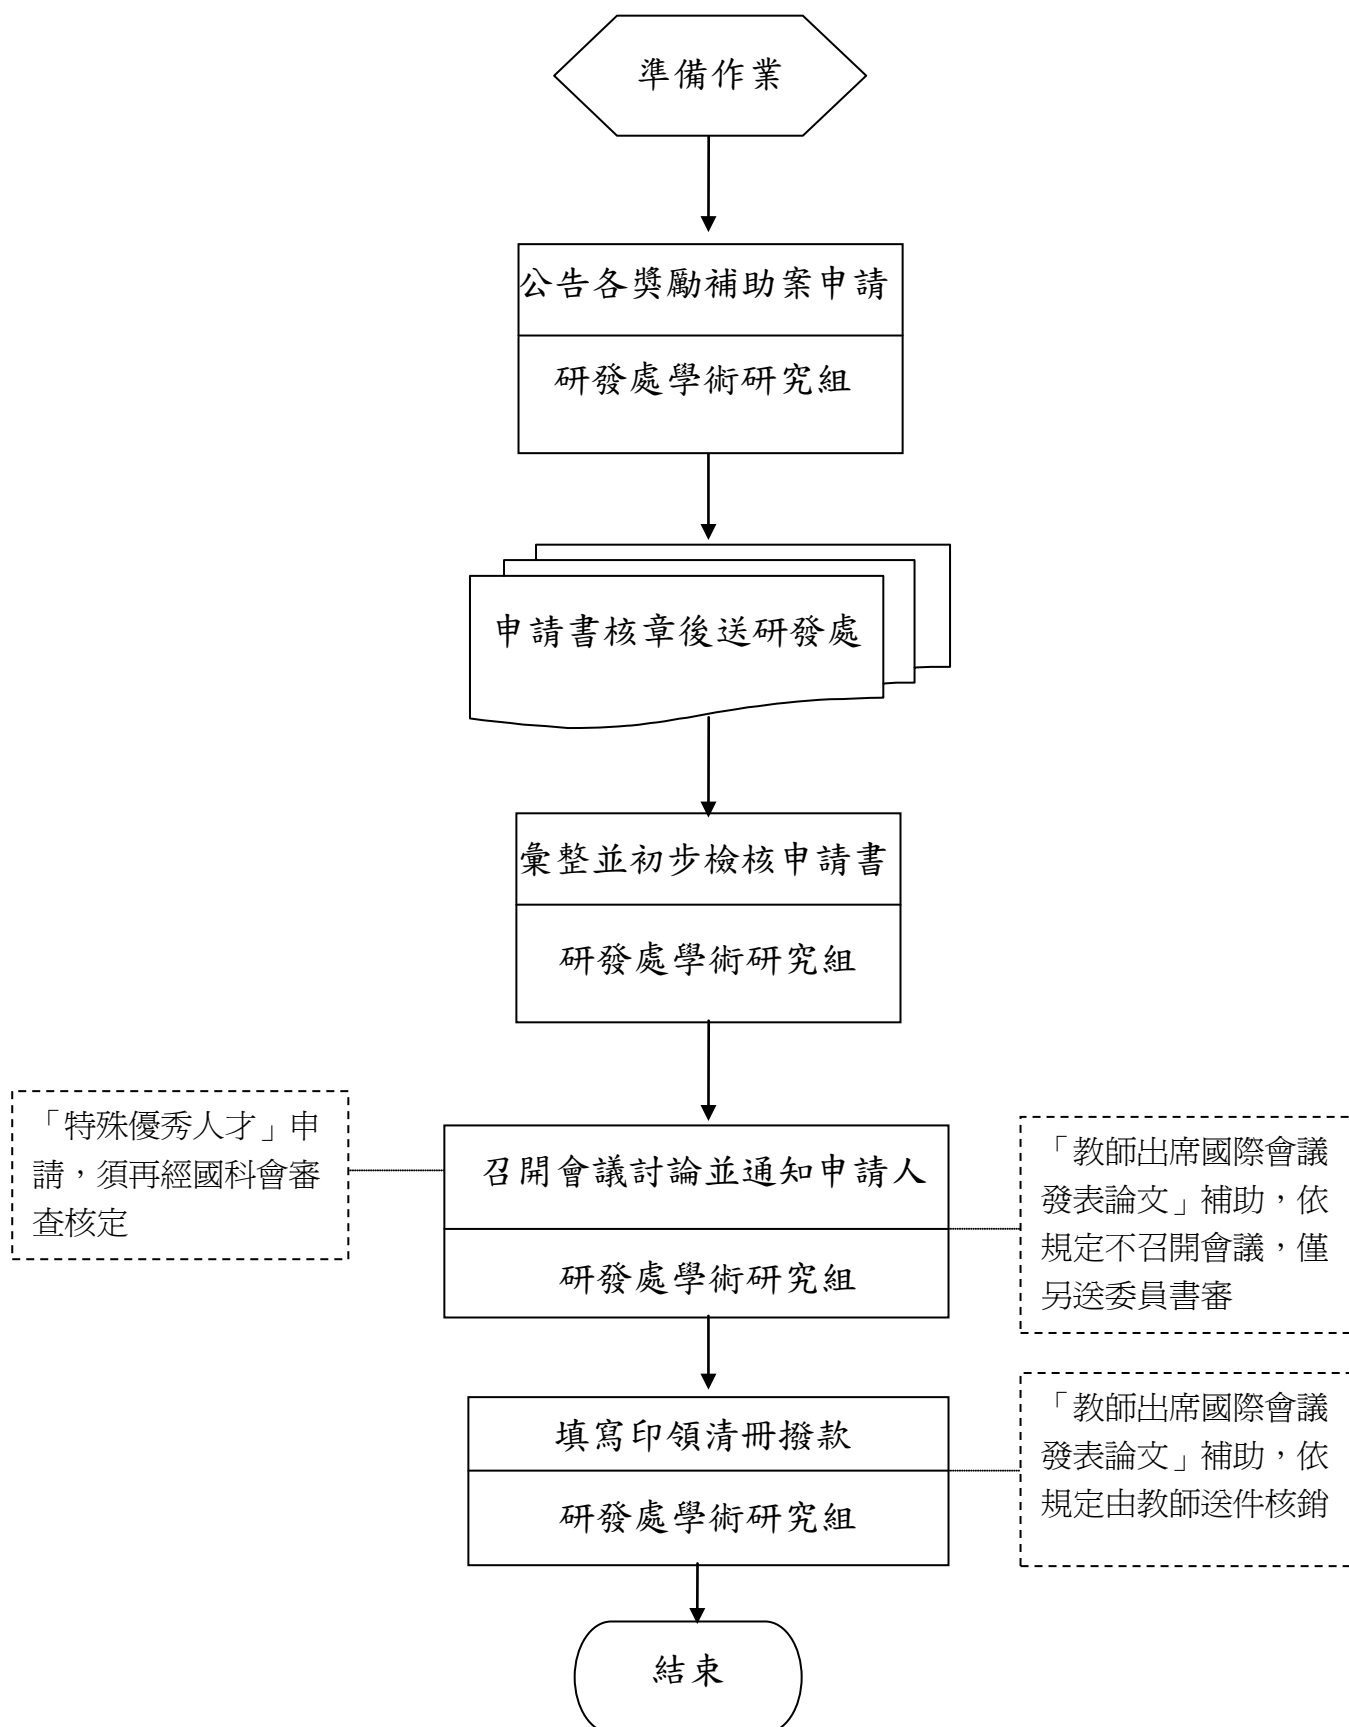 準備作業
公告各獎勵補助案申請
研發處學術研究組
申請書核章後送研發處
彙整並初步檢核申請書
研發處學術研究組
「特殊優秀人才」申
請，須再經國科會審
查核定
召開會議討論並通知申請人
研發處學術研究組
「教師出席國際會議
發表論文」補助，依
規定不召開會議，僅
另送委員書審
填寫印領清冊撥款
研發處學術研究組
「教師出席國際會議
發表論文」補助，依
規定由教師送件核銷
結束